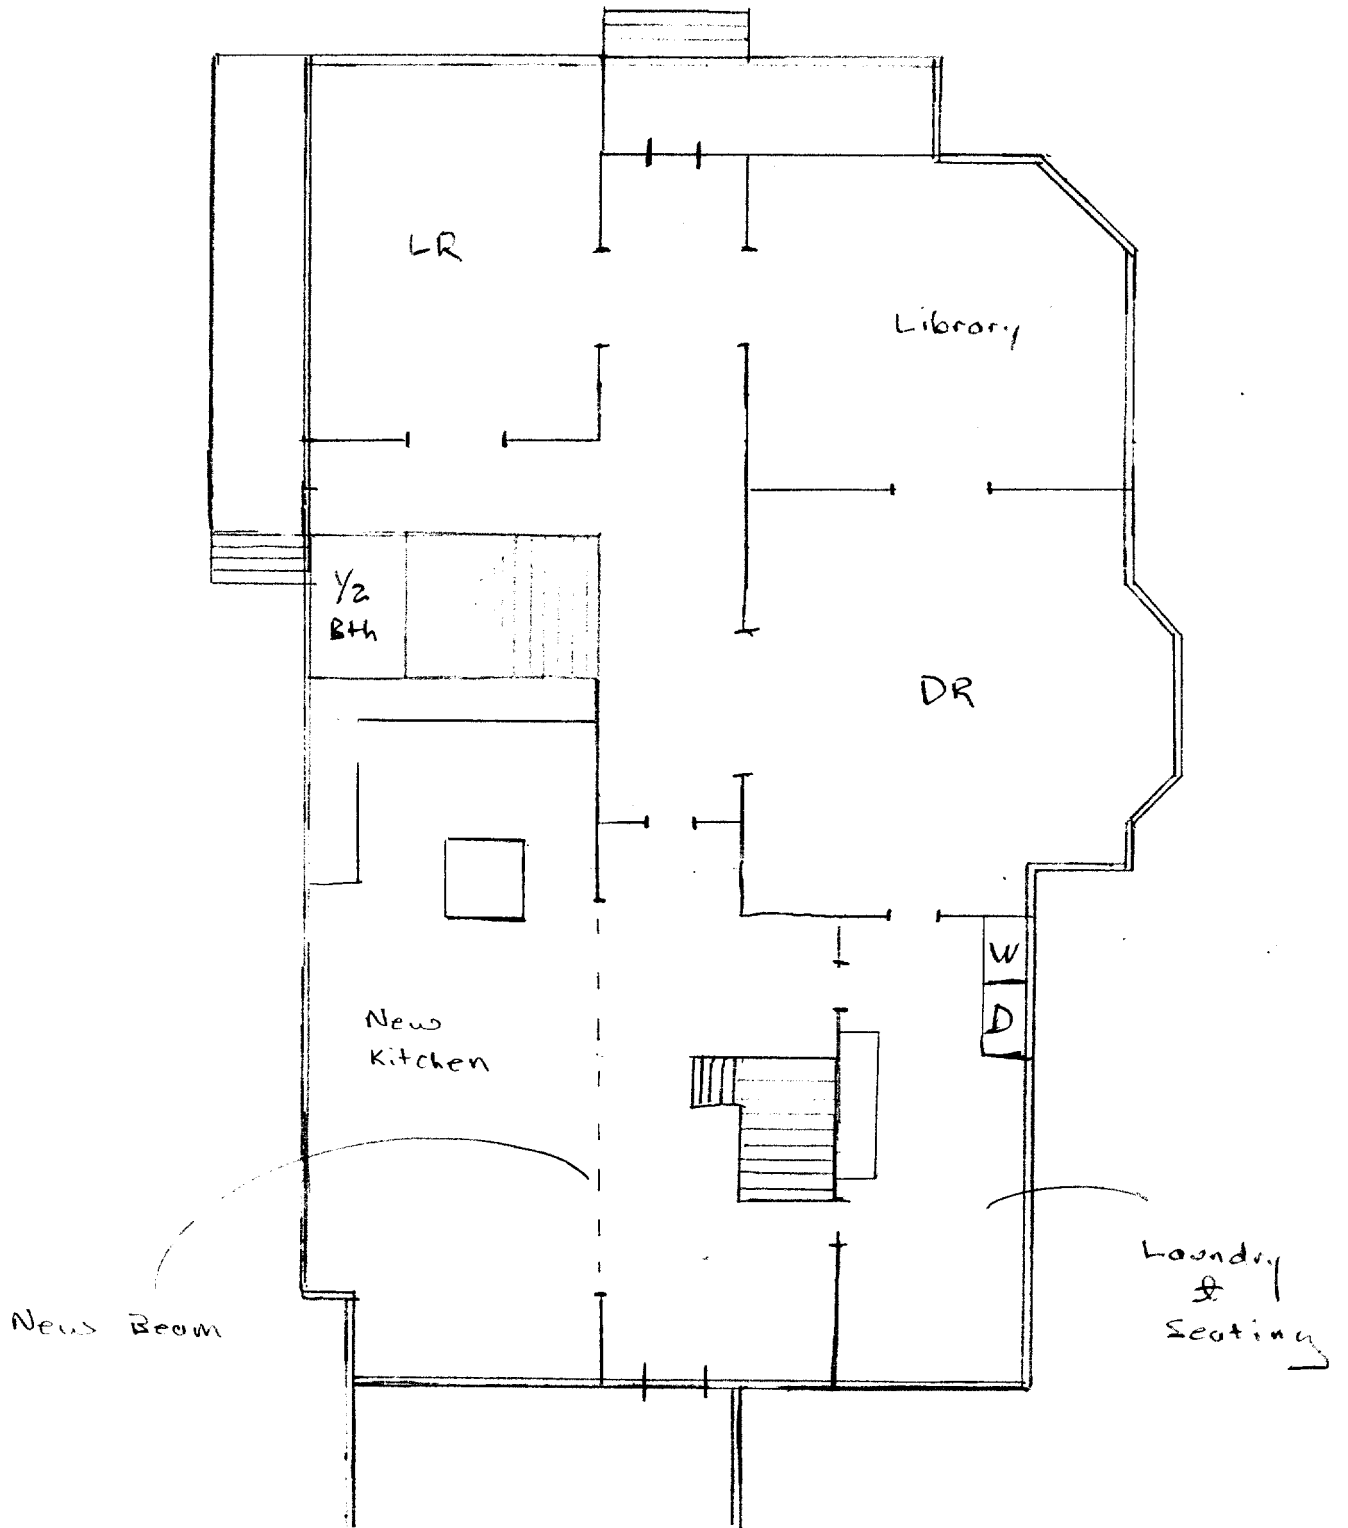 LR
Library
1/2
Bth
DR
W
D
New
Kitchen
New Beam
Laundry
&
Seating